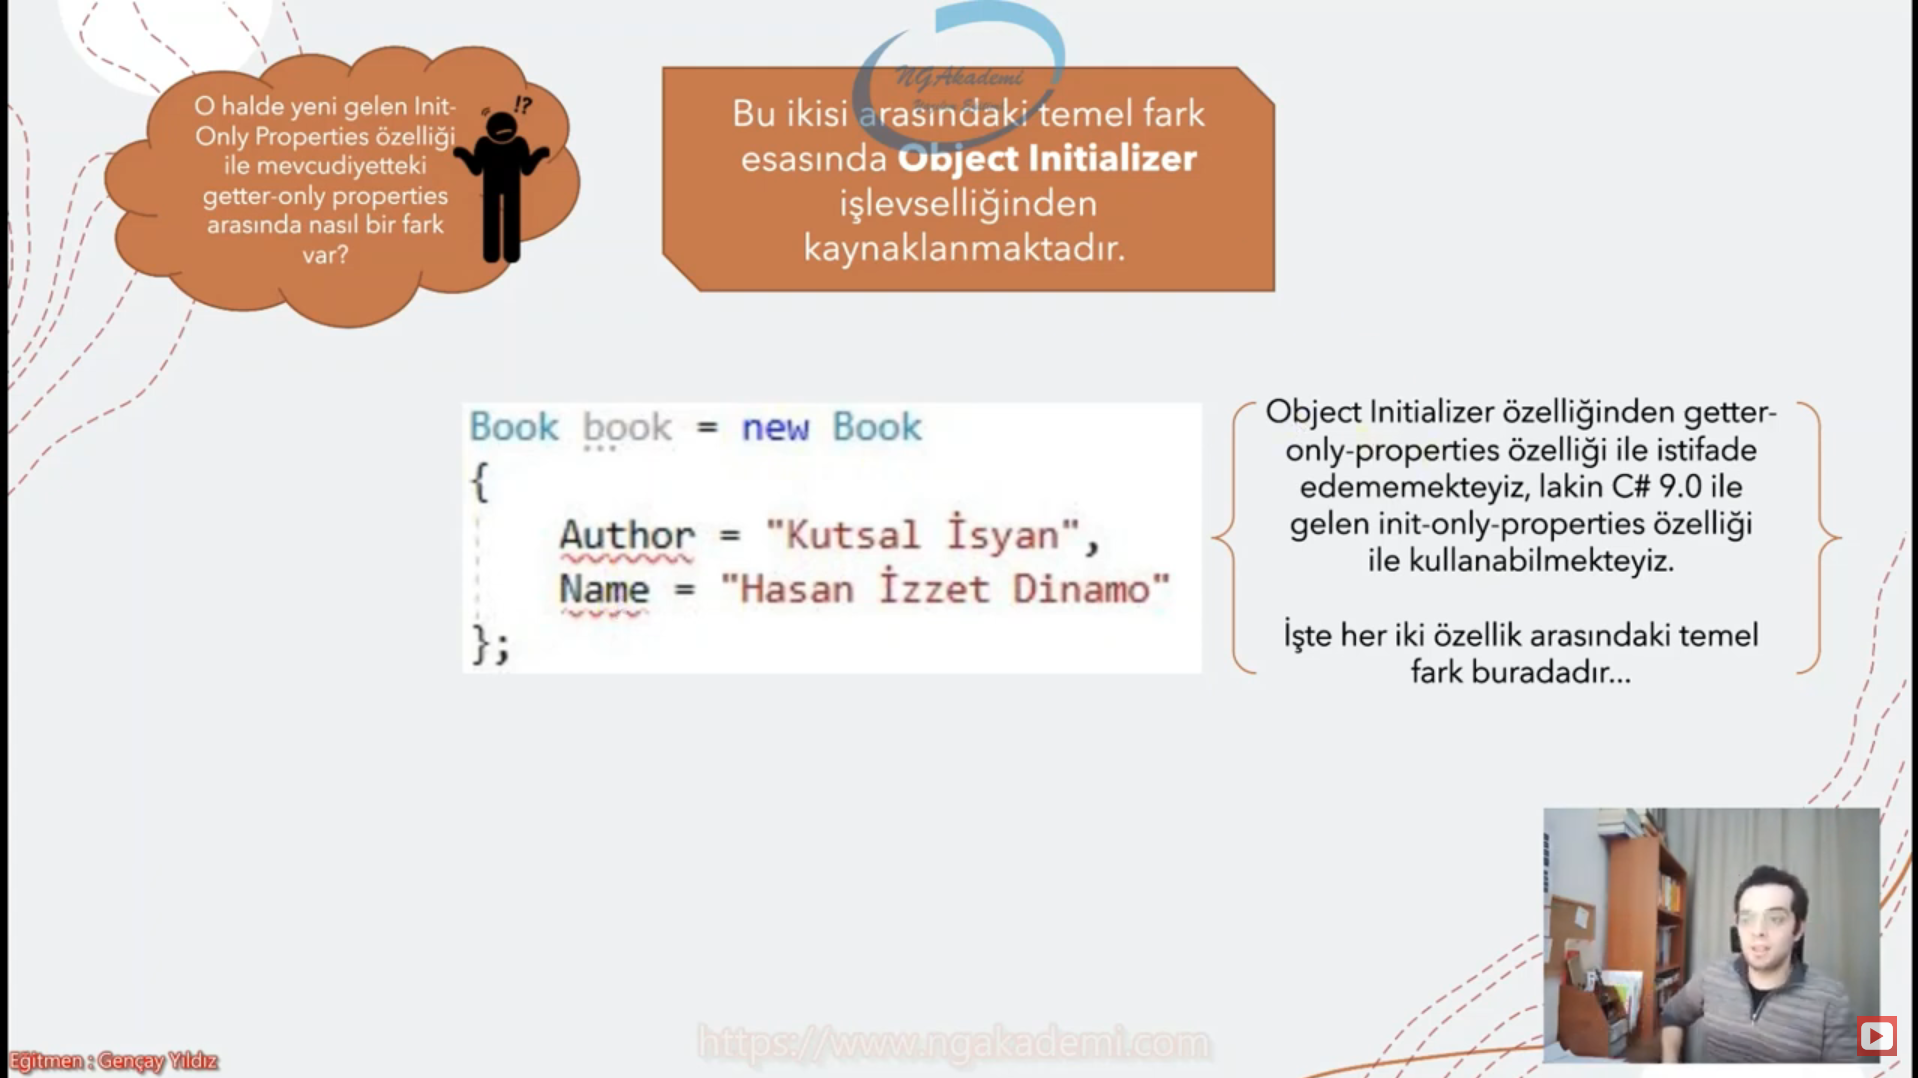 O halde yeni gelen Init-
Only Properties özelliği
ile mevcudiyetteki
getter-only properties
arasında nasıl bir fark
var?
!?
NGAkademi
Bu ikisi arasındaki temel fark
esasında Object Initializer
işlevselliğinden
kaynaklanmaktadır.
Book book = new Book
{
Author = "Kutsal İsyan",
Name = "Hasan İzzet Dinamo"
};
Object Initializer özelliğinden getter-
only-properties özelliği ile istifade
edememekteyiz, lakin C# 9.0 ile
gelen init-only-properties özelliği
ile kullanabilmekteyiz.
İşte her iki özellik arasındaki temel
fark buradadır...
https://www.ngakademi.com
Eğitmen : Gençay Yıldız